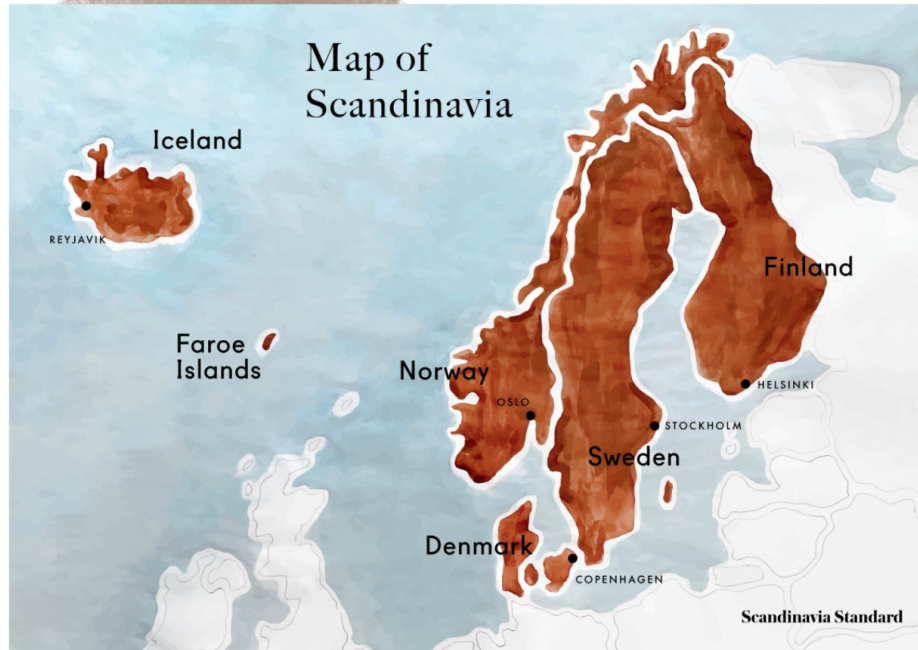 Map of
Scandinavia
Iceland
REYJAVIK
Finland
Faroe
Islands
Norway
OSLO
HELSINKI
STOCKHOLM
Sweden
Denmark
COPENHAGEN
Scandinavia Standard